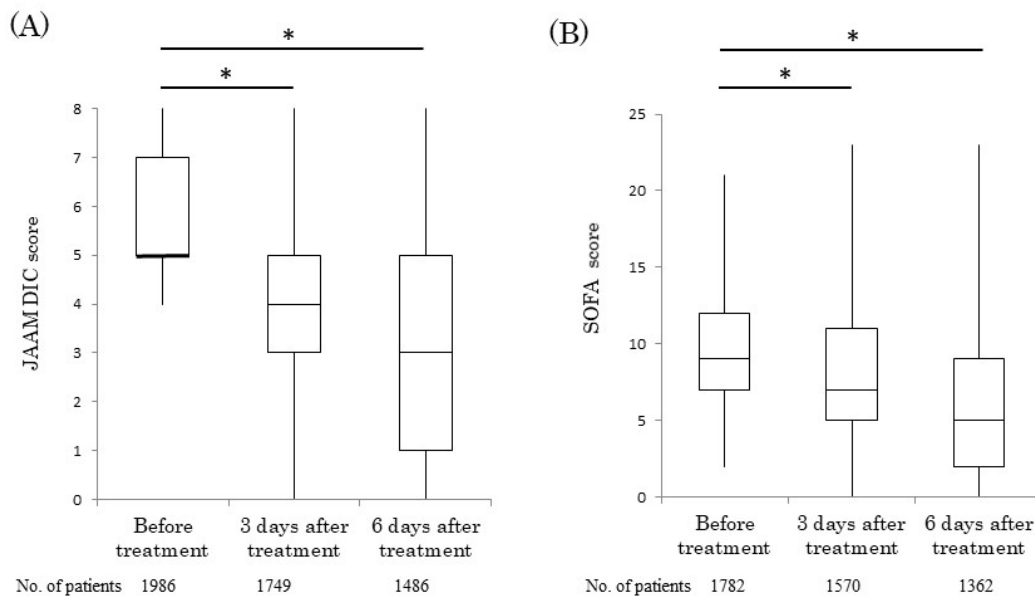 (A)
*
*
8
7
6
5
4
3
2
1
0
JAAM DIC score
Before treatment
3 days after treatment
6 days after treatment
No. of patients 1986 1749 1486
(B)
*
*
25
20
15
10
5
0
SOFA score
Before treatment
3 days after treatment
6 days after treatment
No. of patients 1782 1570 1362